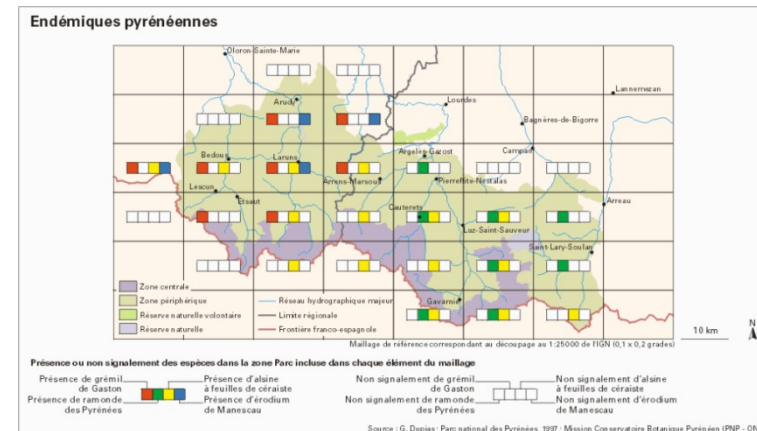 Endémiques pyrénéennes
Oloron-Sainte-Marie
Lannemezan
Arudy
Lourdes
Bagnères-de-Bigorre
Bedous
Laruns
Argelès-Gazost
Campan
Lescun
Arrens-Marsous
Pierrefitte-Nestalas
Etsaut
Cauterets
Arreau
Luz-Saint-Sauveur
Saint-Lary-Soulan
Gavarnie
Zone centrale
Zone périphérique
Réserve naturelle volontaire
Réserve naturelle
Réseau hydrographique majeur
Limite régionale
Frontière franco-espagnole
10 km
N
Maillage de référence correspondant au découpage au 1:25000 de l'IGN (0,1 x 0,2 grades)
Présence ou non signalement des espèces dans la zone Parc incluse dans chaque élément du maillage
Présence de grémil
de Gaston
Présence d'alsine
à feuilles de céraiste
Présence de ramonde
des Pyrénées
Présence d'érodium
de Manescau
Non signalement de grémil
de Gaston
Non signalement d'alsine
à feuilles de céraiste
Non signalement de ramonde
des Pyrénées
Non signalement d'érodium
de Manescau
Source : G. Dupias ; Parc national des Pyrénées, 1997 ; Mission Conservatoire Botanique Pyrénéen (PNP - ON